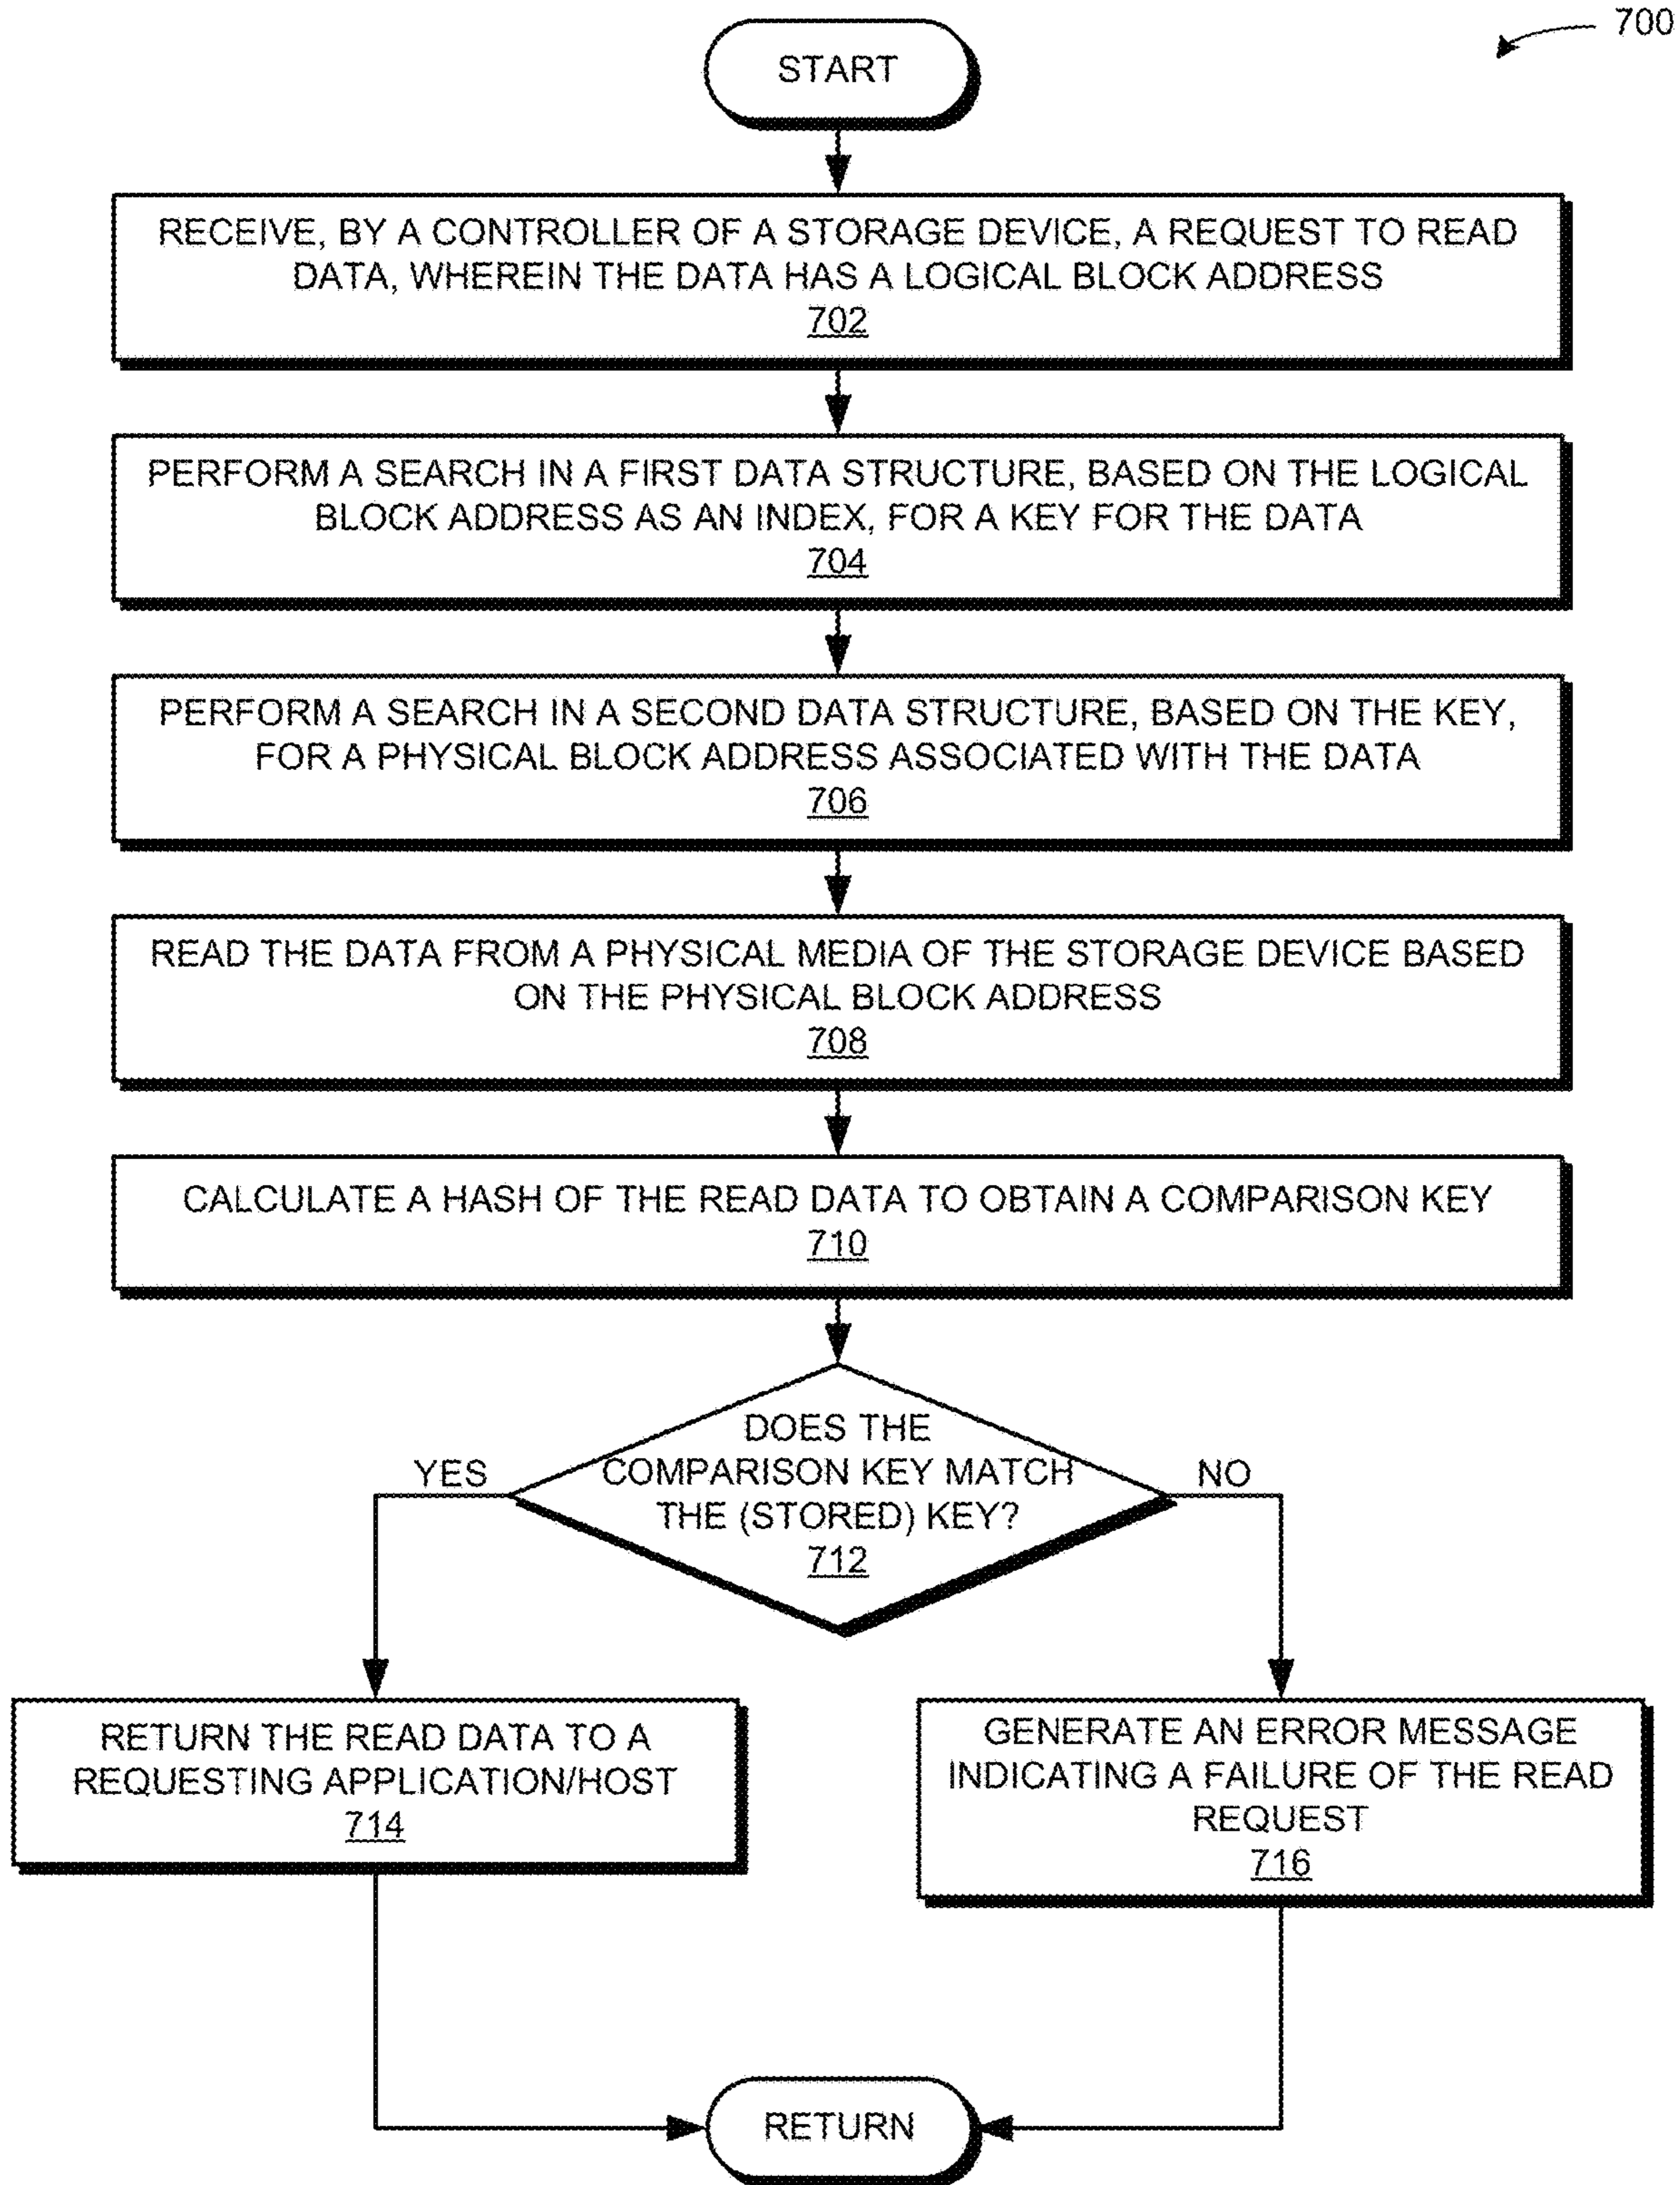 700
START
RECEIVE, BY A CONTROLLER OF A STORAGE DEVICE, A REQUEST TO READ
DATA, WHEREIN THE DATA HAS A LOGICAL BLOCK ADDRESS
702
PERFORM A SEARCH IN A FIRST DATA STRUCTURE, BASED ON THE LOGICAL
BLOCK ADDRESS AS AN INDEX, FOR A KEY FOR THE DATA
704
PERFORM A SEARCH IN A SECOND DATA STRUCTURE, BASED ON THE KEY,
FOR A PHYSICAL BLOCK ADDRESS ASSOCIATED WITH THE DATA
706
READ THE DATA FROM A PHYSICAL MEDIA OF THE STORAGE DEVICE BASED
ON THE PHYSICAL BLOCK ADDRESS
708
CALCULATE A HASH OF THE READ DATA TO OBTAIN A COMPARISON KEY
710
DOES THE
COMPARISON KEY MATCH
THE (STORED) KEY?
712
YES
NO
RETURN THE READ DATA TO A
REQUESTING APPLICATION/HOST
714
GENERATE AN ERROR MESSAGE
INDICATING A FAILURE OF THE READ
REQUEST
716
RETURN